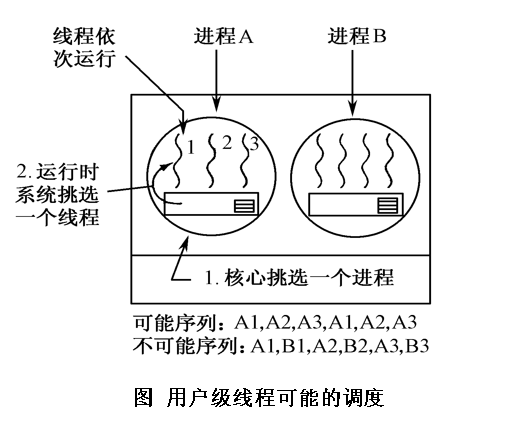 线程依
次运行
进程A
进程B
1
2
3
2.运行时
系统挑选
一个线程
1.核心挑选一个进程
可能序列：A1,A2,A3,A1,A2,A3
不可能序列：A1,B1,A2,B2,A3,B3
图 用户级线程可能的调度